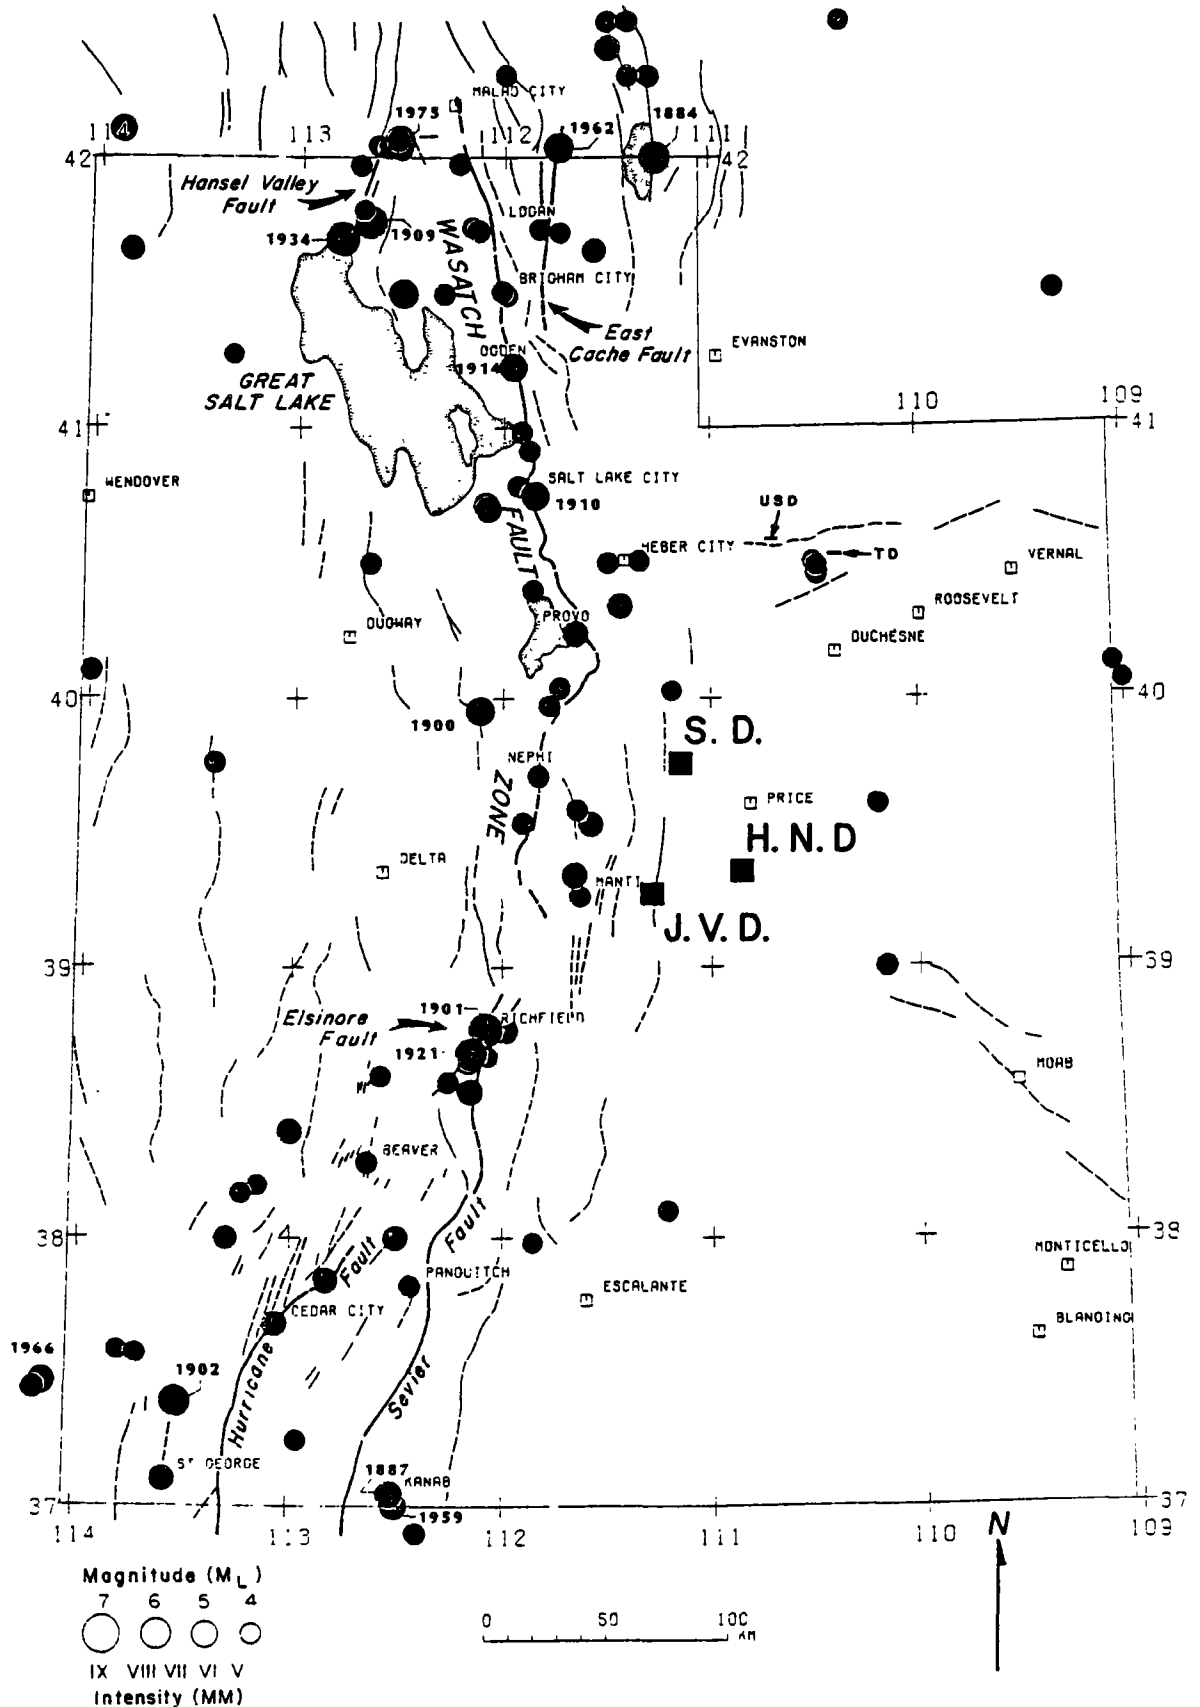 MALAD CITY
1975
1962
1884
114
113
112
111
42
42
Hansel Valley
Fault
LOGAN
1934
1909
WASATCH
BRIGHAM CITY
East
Cache Fault
OGDEN
1914
EVANSTON
GREAT
SALT LAKE
110
109
41
41
WENDOVER
SALT LAKE CITY
1910
USD
FAULT
HEBER CITY
TD
VERNAL
ROOSEVELT
PROVO
DUGWAY
DUCHESNE
40
40
1900
S. D.
NEPHI
ZONE
PRICE
H. N. D
DELTA
MANTI
J. V. D.
39
39
1901
RICHFIELD
Elsinore
Fault
1921
MOAB
BEAVER
Fault
38
38
Fault
MONTICELLO
PANGUITCH
ESCALANTE
CEDAR CITY
BLANDING
1966
1902
Hurricane
Sevier
ST GEORGE
1887
KANAB
37
37
1959
114
113
112
111
110
109
N
Magnitude (ML)
7 6 5 4
0 50 100
KM
IX VIII VII VI V
Intensity (MM)